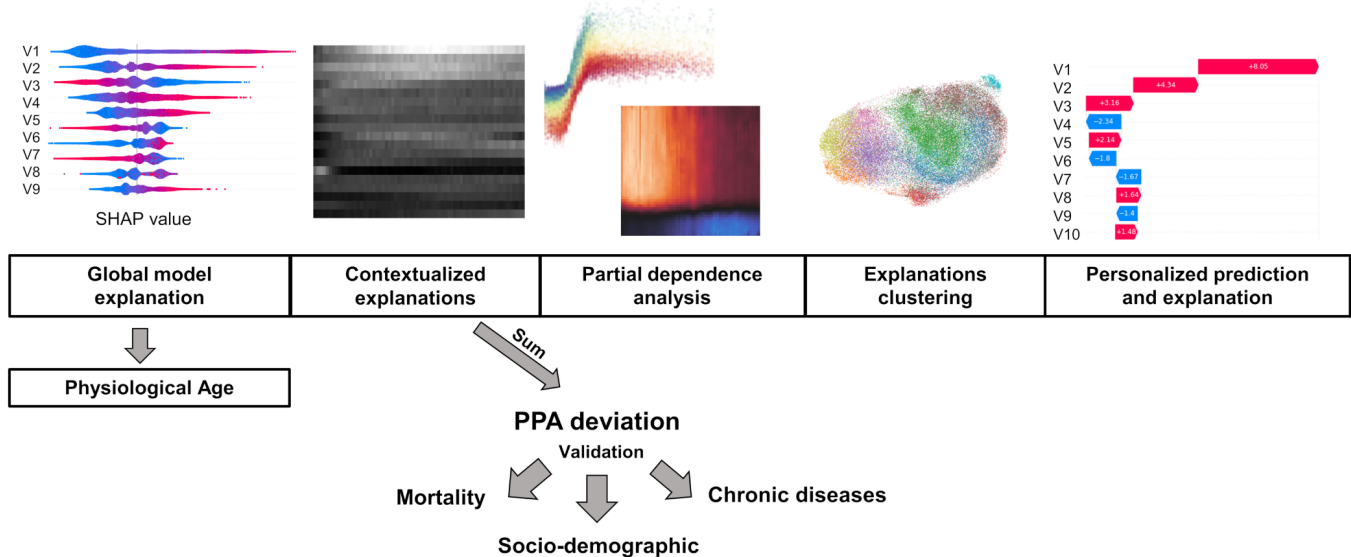 V1
V2
V3
V4
V5
V6
V7
V8
V9
SHAP value
V1
V2
V3
V4
V5
V6
V7
V8
V9
V10
+8.05
+4.34
+3.16
−2.34
+2.14
−1.8
−1.67
+1.64
−1.4
+1.46
Global model
explanation
Contextualized
explanations
Partial dependence
analysis
Explanations
clustering
Personalized prediction
and explanation
Physiological Age
Sum
PPA deviation
Validation
Mortality
Chronic diseases
Socio-demographic